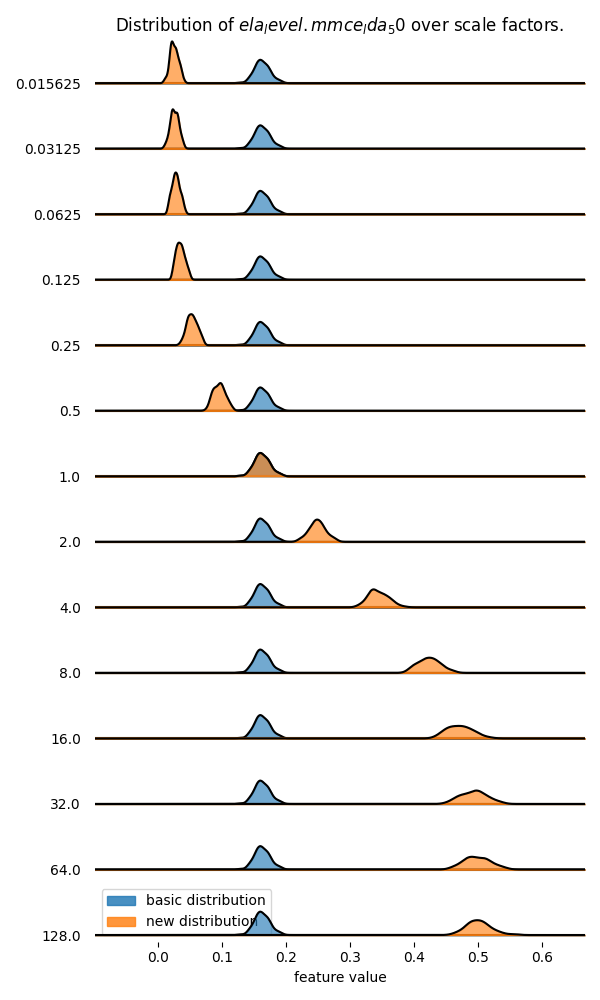 Distribution of elaₗevel.mmceₗda₅0 over scale factors.
0.015625
0.03125
0.0625
0.125
0.25
0.5
1.0
2.0
4.0
8.0
16.0
32.0
64.0
128.0
basic distribution
new distribution
0.0 0.1 0.2 0.3 0.4 0.5 0.6
feature value